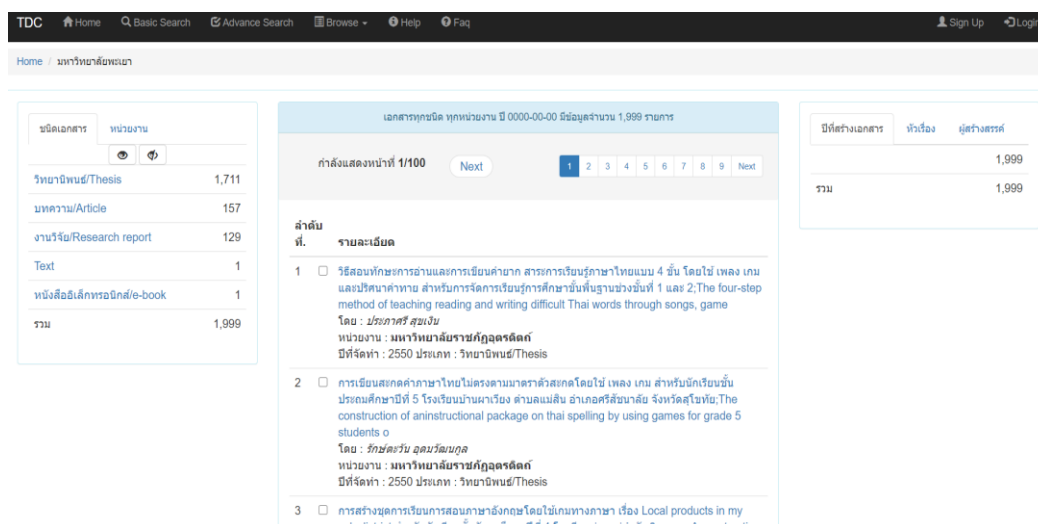 TDC Home Basic Search Advance Search Browse Help Faq Sign Up Login
Home / มหาวิทยาลัยพะเยา
ชนิดเอกสาร หน่วยงาน
วิทยานิพนธ์/Thesis 1,711
บทความ/Article 157
งานวิจัย/Research report 129
Text 1
หนังสืออิเล็กทรอนิกส์/e-book 1
รวม 1,999
เอกสารทุกชนิด ทุกหน่วยงาน ปี 0000-00-00 มีข้อมูลจำนวน 1,999 รายการ
กำลังแสดงหน้าที่ 1/100 Next 1 2 3 4 5 6 7 8 9 Next
ลำดับ
ที่. รายละเอียด
1 วิธีสอนทักษะการอ่านและการเขียนคำยาก สาระการเรียนรู้ภาษาไทยแบบ 4 ขั้น โดยใช้ เพลง เกม
และปริศนาคำทาย สำหรับการจัดการเรียนรู้การศึกษาขั้นพื้นฐานช่วงชั้นที่ 1 และ 2;The four-step
method of teaching reading and writing difficult Thai words through songs, game
โดย : ประภาศรี สุขเงิน
หน่วยงาน : มหาวิทยาลัยราชภัฏอุตรดิตถ์
ปีที่จัดทำ : 2550 ประเภท : วิทยานิพนธ์/Thesis
2 การเขียนสะกดคำภาษาไทยไม่ตรงตามมาตราตัวสะกดโดยใช้ เพลง เกม สำหรับนักเรียนชั้น
ประถมศึกษาปีที่ 5 โรงเรียนบ้านผาเวียง ตำบลแม่สิน อำเภอศรีสัชนาลัย จังหวัดสุโขทัย;The
construction of aninstructional package on thai spelling by using games for grade 5
students o
โดย : รักษ์ตะวัน อุดมวัฒนกุล
หน่วยงาน : มหาวิทยาลัยราชภัฏอุตรดิตถ์
ปีที่จัดทำ : 2550 ประเภท : วิทยานิพนธ์/Thesis
3 การสร้างชุดการเรียนการสอนภาษาอังกฤษโดยใช้เกมทางภาษา เรื่อง Local products in my
ปีที่สร้างเอกสาร หัวเรื่อง ผู้สร้างสรรค์
1,999
รวม 1,999